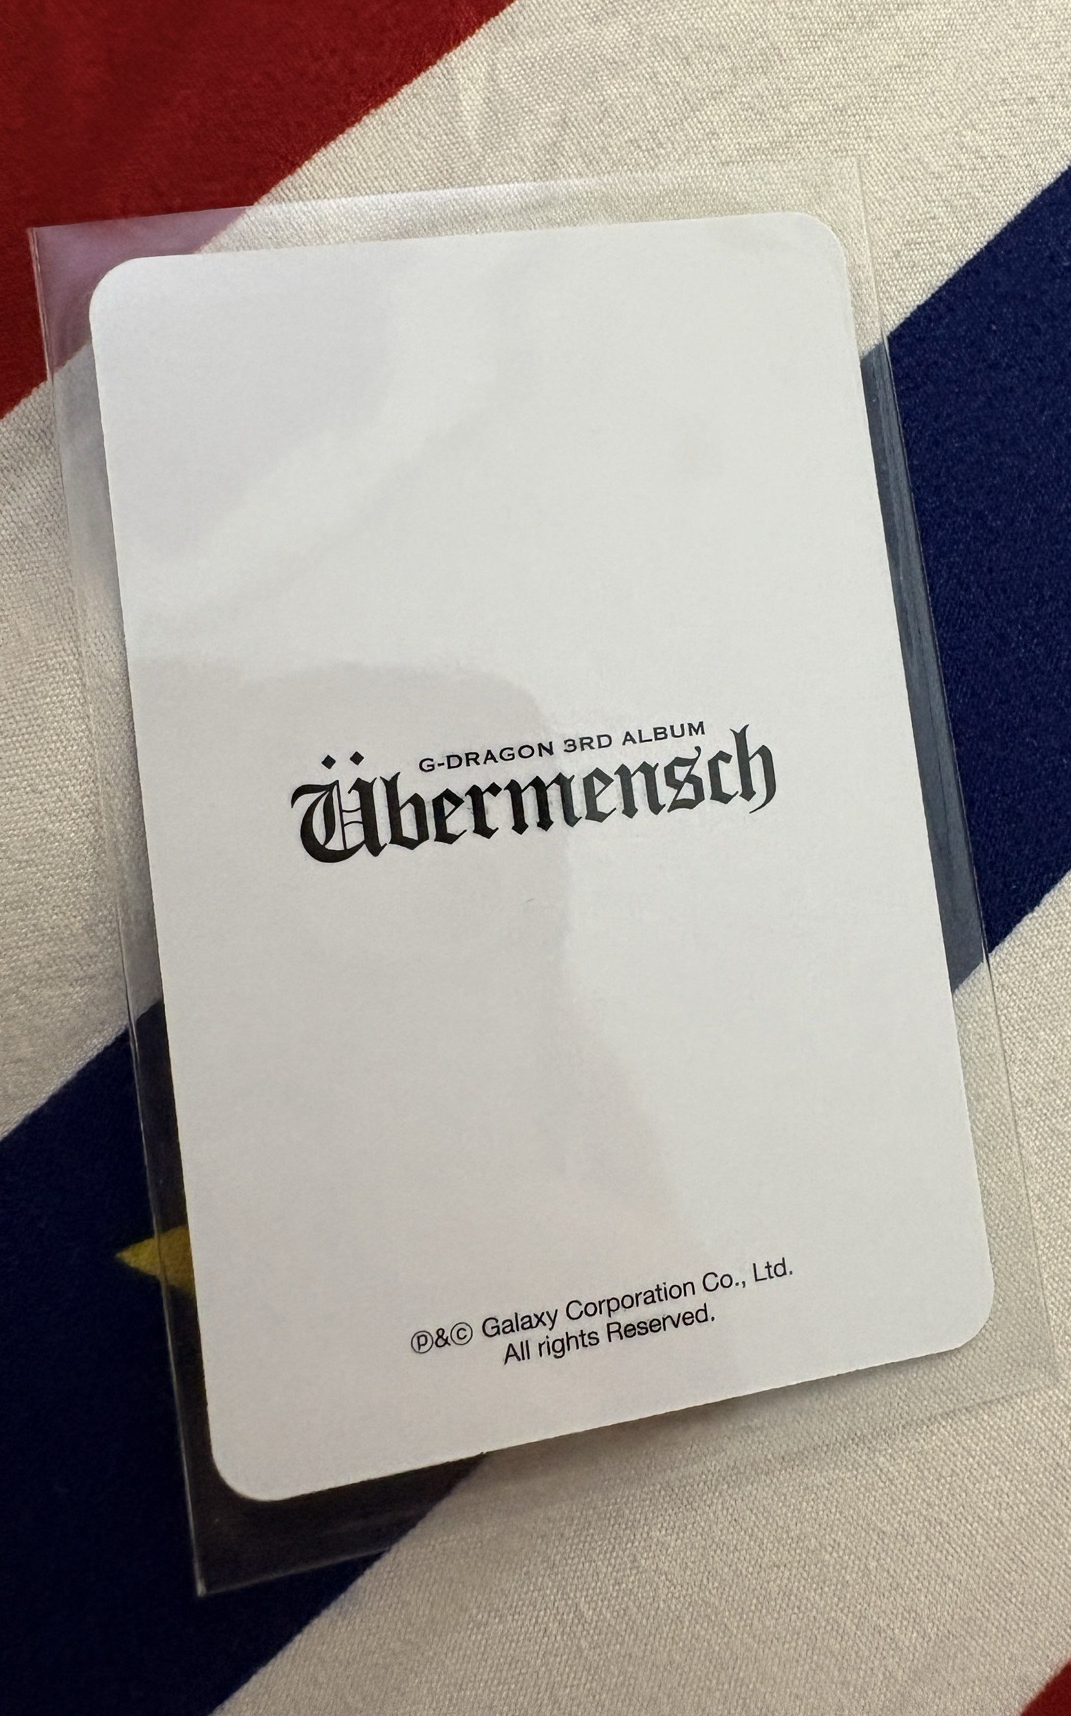 G-DRAGON 3RD ALBUM
Übermensch
℗&© Galaxy Corporation Co., Ltd.
All rights Reserved.